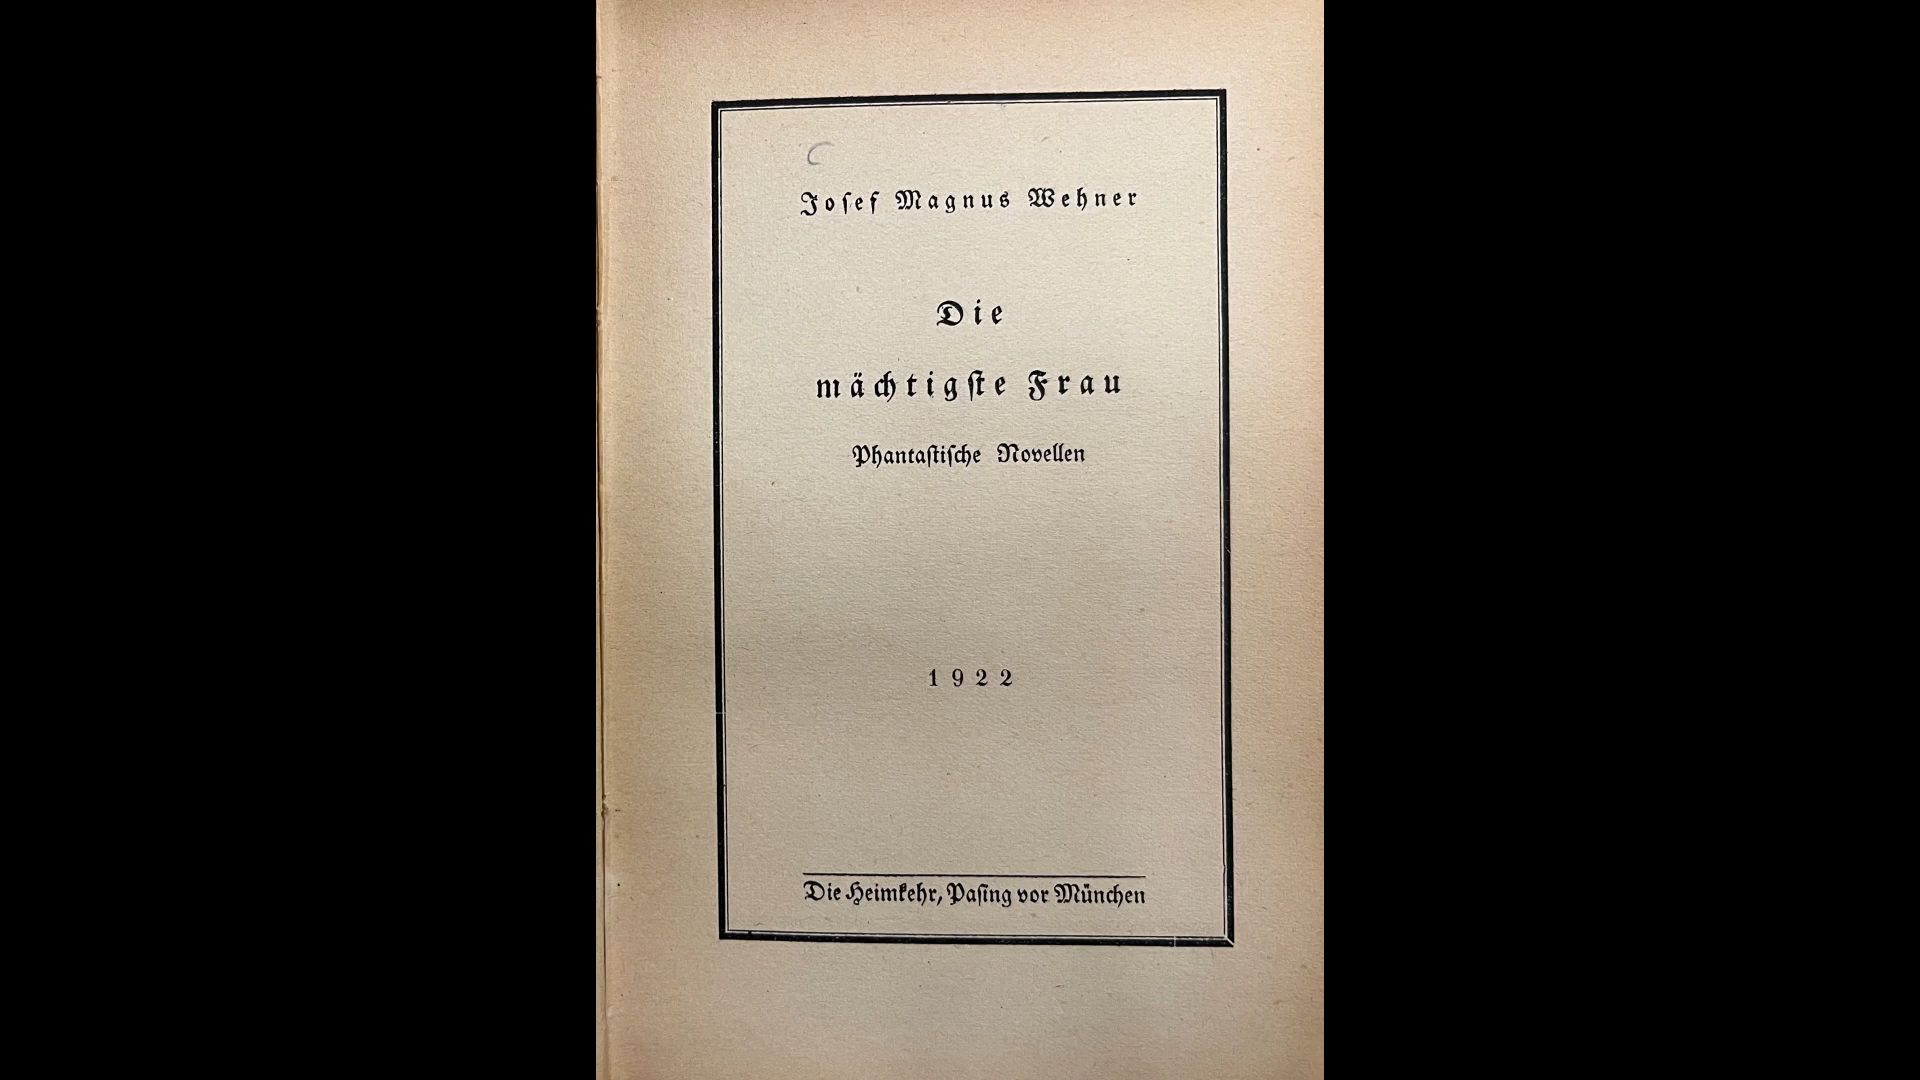 Joſef Magnus Wehner
Die
mächtigſte Frau
Phantaſtiſche Novellen
1922
Die Heimkehr, Paſing vor München